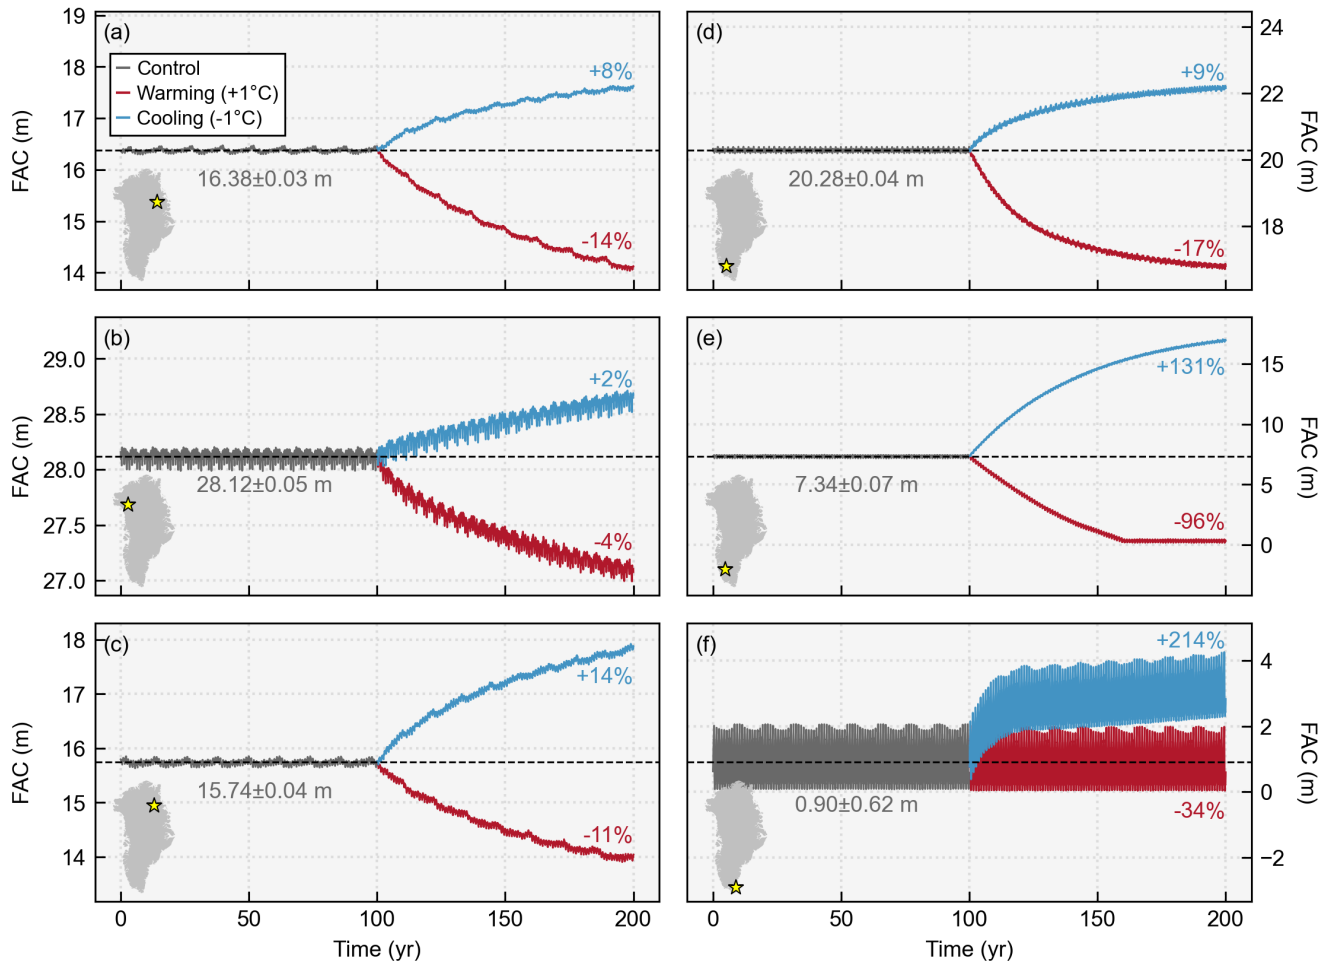 (a)
Control
Warming (+1°C)
Cooling (-1°C)
+8%
16.38±0.03 m
-14%
19
18
17
16
15
14
FAC (m)
(d)
+9%
20.28±0.04 m
-17%
24
22
20
18
FAC (m)
(b)
+2%
28.12±0.05 m
-4%
29.0
28.5
28.0
27.5
27.0
FAC (m)
(e)
+131%
7.34±0.07 m
-96%
15
10
5
0
FAC (m)
(c)
+14%
15.74±0.04 m
-11%
18
17
16
15
14
FAC (m)
0 50 100 150 200
Time (yr)
(f)
+214%
0.90±0.62 m
-34%
4
2
0
−2
FAC (m)
0 50 100 150 200
Time (yr)